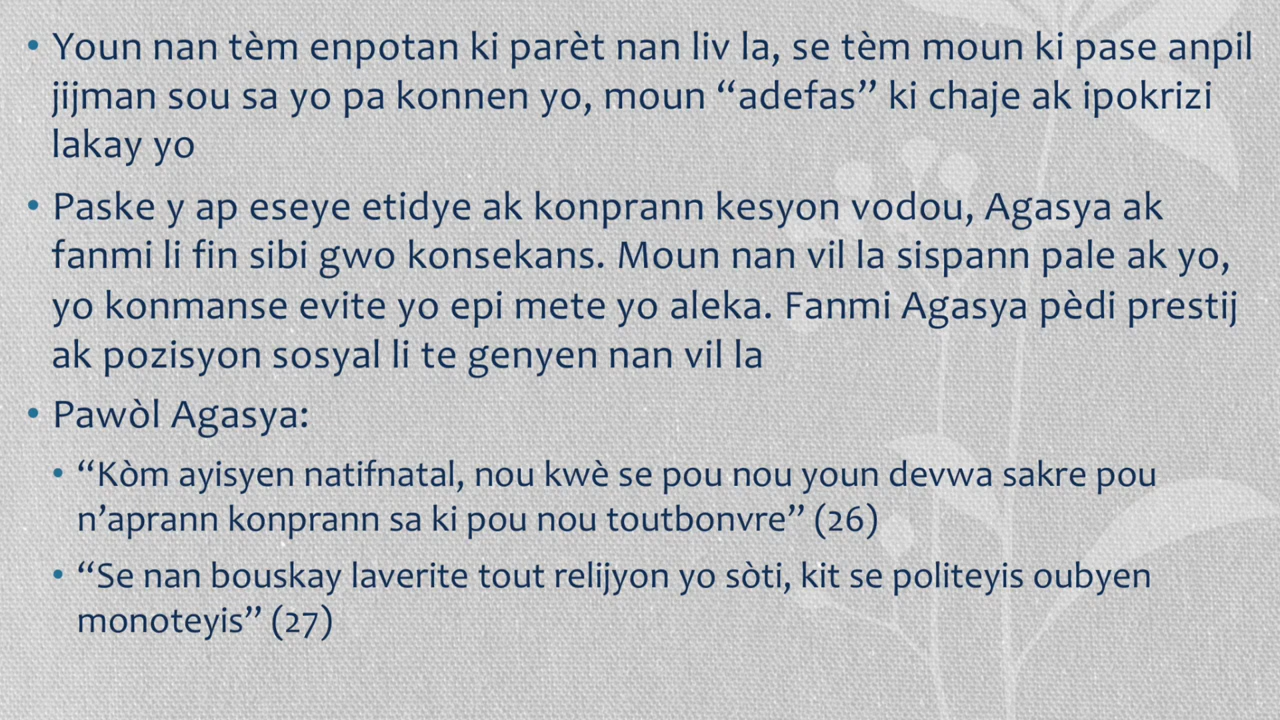 • Youn nan tèm enpotan ki parèt nan liv la, se tèm moun ki pase anpil
jijman sou sa yo pa konnen yo, moun “adefas” ki chaje ak ipokrizi
lakay yo
• Paske y ap eseye etidye ak konprann kesyon vodou, Agasya ak
fanmi li fin sibi gwo konsekans. Moun nan vil la sispann pale ak yo,
yo konmanse evite yo epi mete yo aleka. Fanmi Agasya pèdi prestij
ak pozisyon sosyal li te genyen nan vil la
• Pawòl Agasya:
• “Kòm ayisyen natifnatal, nou kwè se pou nou youn devwa sakre pou
n’aprann konprann sa ki pou nou toutbonvre” (26)
• “Se nan bouskay laverite tout relijyon yo sòti, kit se politeyis oubyen
monoteyis” (27)